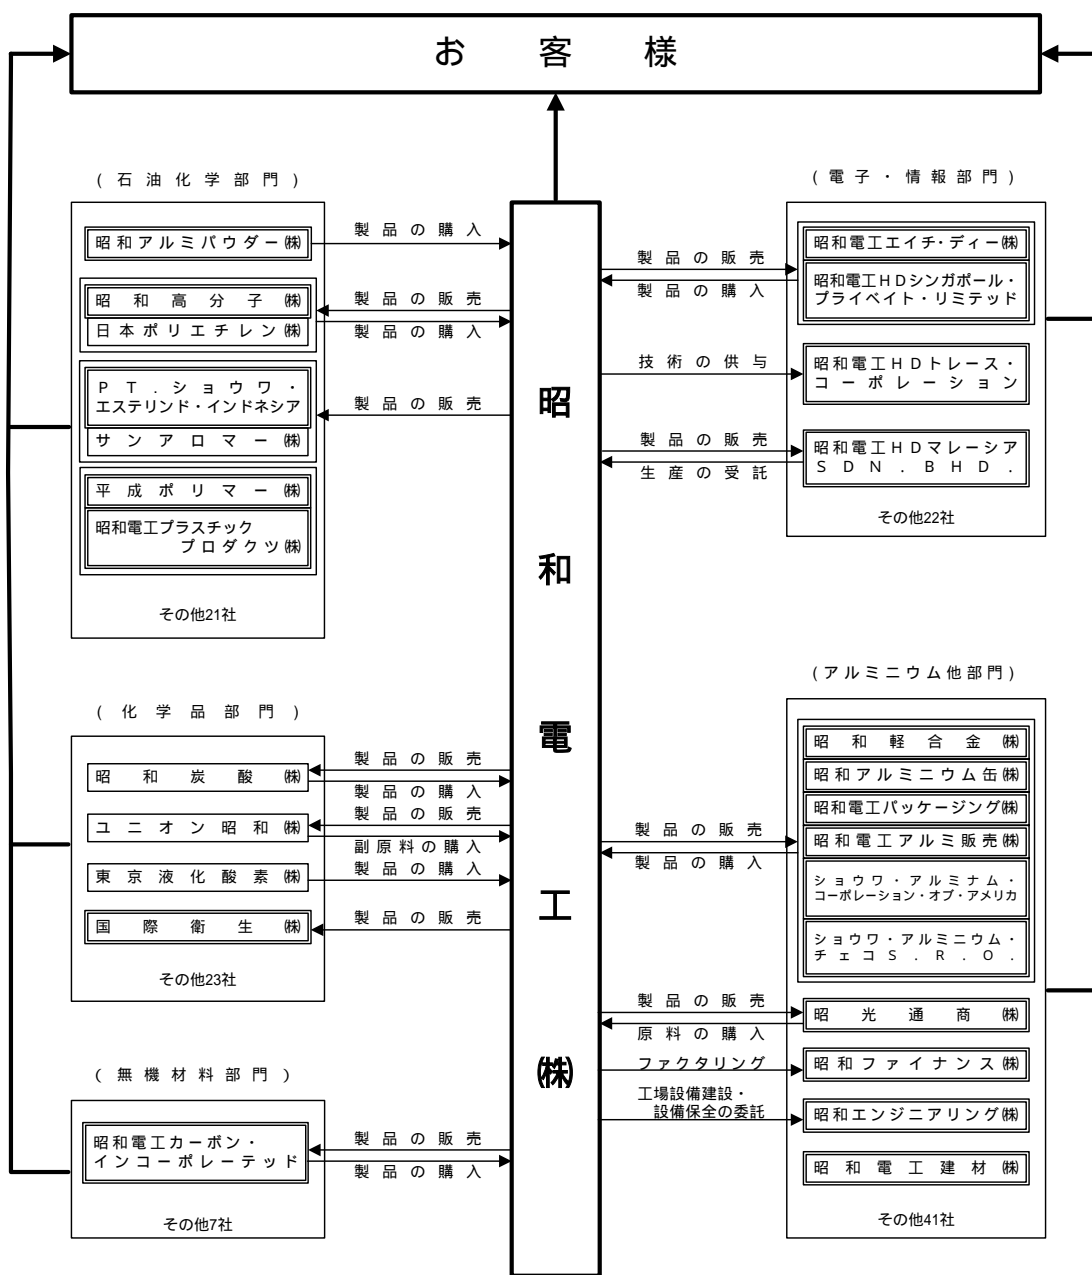 お客様
(石油化学部門)
昭和アルミパウダー㈱
製品の購入
昭和高分子㈱
日本ポリエチレン㈱
製品の販売
製品の購入
PT.ショウワ・
エステリンド・インドネシア
サンアロマー㈱
製品の販売
平成ポリマー㈱
昭和電工プラスチック
プロダクツ㈱
その他21社
(化学品部門)
昭和炭酸㈱
製品の販売
製品の購入
ユニオン昭和㈱
製品の販売
副原料の購入
東京液化酸素㈱
製品の購入
国際衛生㈱
製品の販売
その他23社
(無機材料部門)
昭和電工カーボン・
インコーポレーテッド
製品の販売
製品の購入
その他7社
昭和電工㈱
(電子・情報部門)
製品の販売
製品の購入
昭和電工エイチ・ディー㈱
昭和電工HDシンガポール・
プライベイト・リミテッド
技術の供与
昭和電工HDトレース・
コーポレーション
製品の販売
生産の受託
昭和電工HDマレーシア
SDN.BHD.
その他22社
(アルミニウム他部門)
昭和軽合金㈱
昭和アルミニウム缶㈱
昭和電工パッケージング㈱
昭和電工アルミ販売㈱
製品の販売
製品の購入
ショウワ・アルミナム・
コーポレーション・オブ・アメリカ
ショウワ・アルミニウム・
チェコS.R.O.
製品の販売
原料の購入
昭光通商㈱
ファクタリング
昭和ファイナンス㈱
工場設備建設・
設備保全の委託
昭和エンジニアリング㈱
昭和電工建材㈱
その他41社